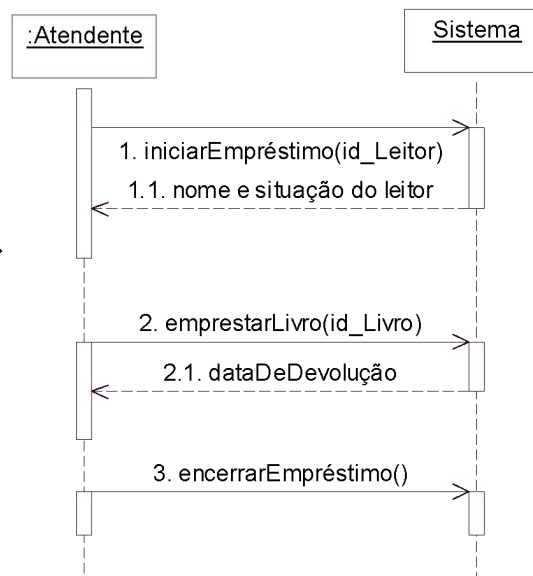 :Atendente
Sistema
1. iniciarEmpréstimo(id_Leitor)
1.1. nome e situação do leitor
2. emprestarLivro(id_Livro)
2.1. dataDeDevolução
3. encerrarEmpréstimo()